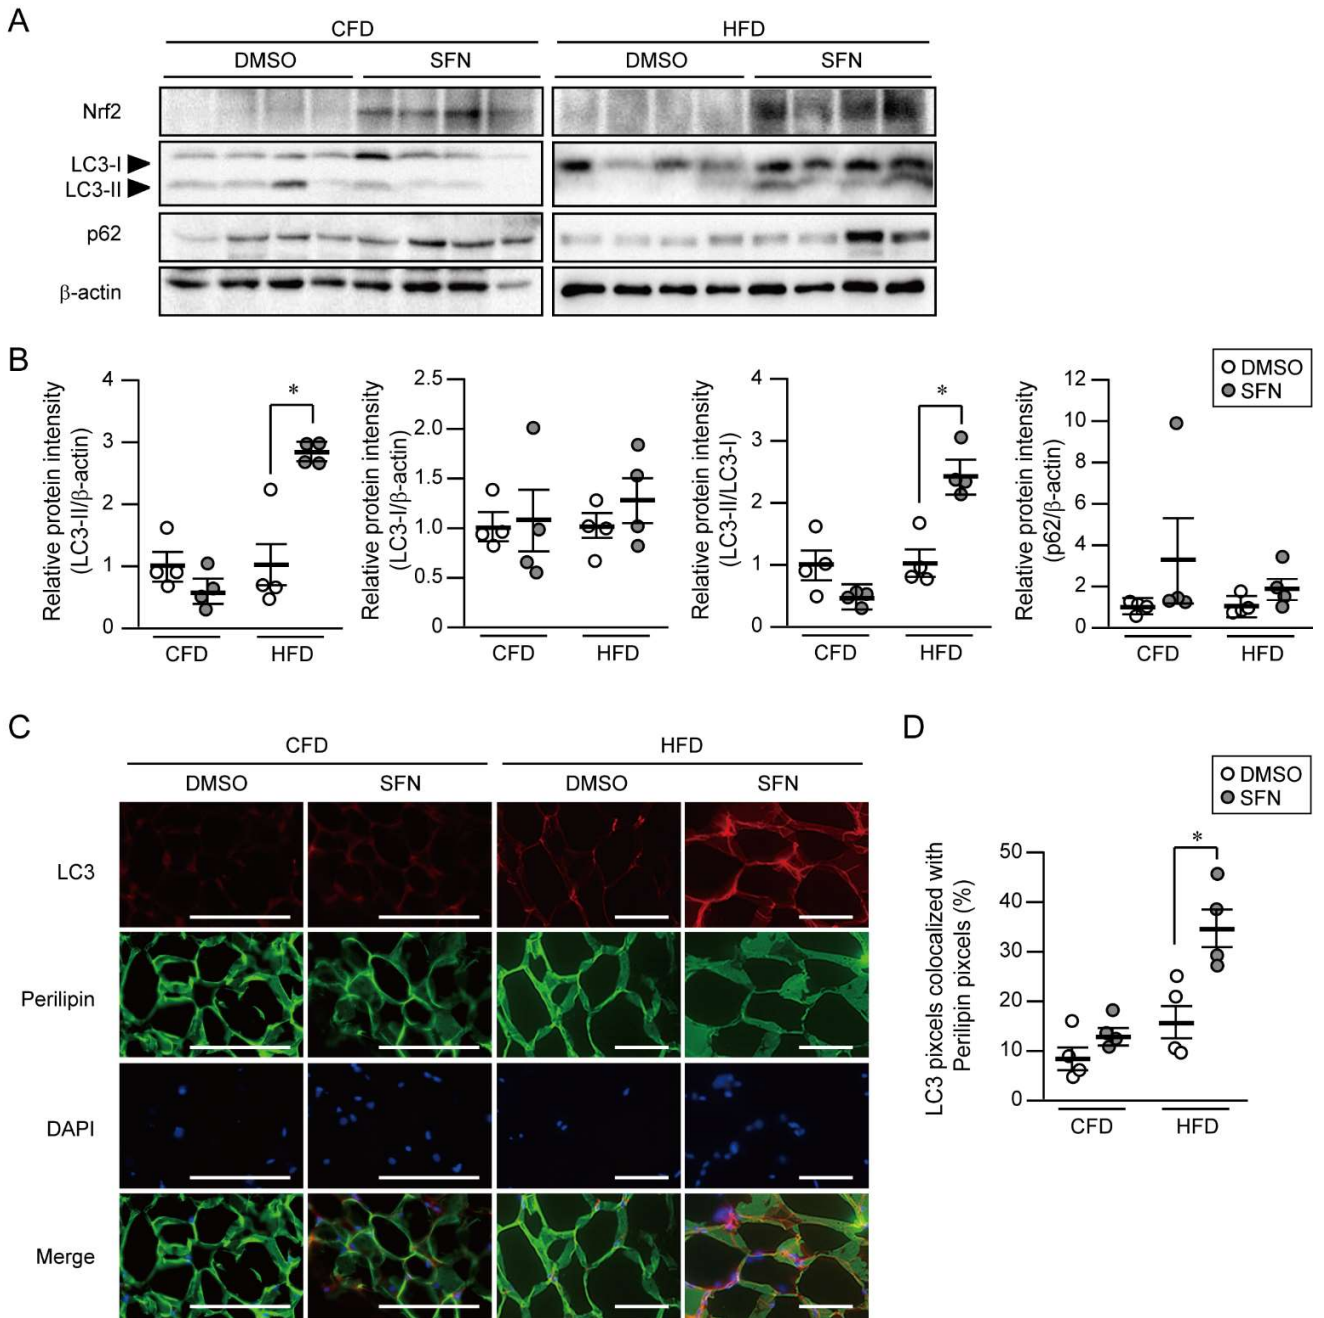 A
CFD HFD
DMSO SFN DMSO SFN
Nrf2
LC3-I
LC3-II
p62
β-actin
B
DMSO
SFN
Relative protein intensity
(LC3-II/β-actin)
4
3
2
1
0
*
CFD HFD
Relative protein intensity
(LC3-I/β-actin)
2.5
2.0
1.5
1.0
0.5
0
CFD HFD
Relative protein intensity
(LC3-II/LC3-I)
4
3
2
1
0
*
CFD HFD
Relative protein intensity
(p62/β-actin)
12
10
8
6
4
2
0
CFD HFD
C
CFD HFD
DMSO SFN DMSO SFN
LC3
Perilipin
DAPI
Merge
D
DMSO
SFN
LC3 pixcels colocalized with
Perilipin pixcels (%)
50
40
30
20
10
0
*
CFD HFD